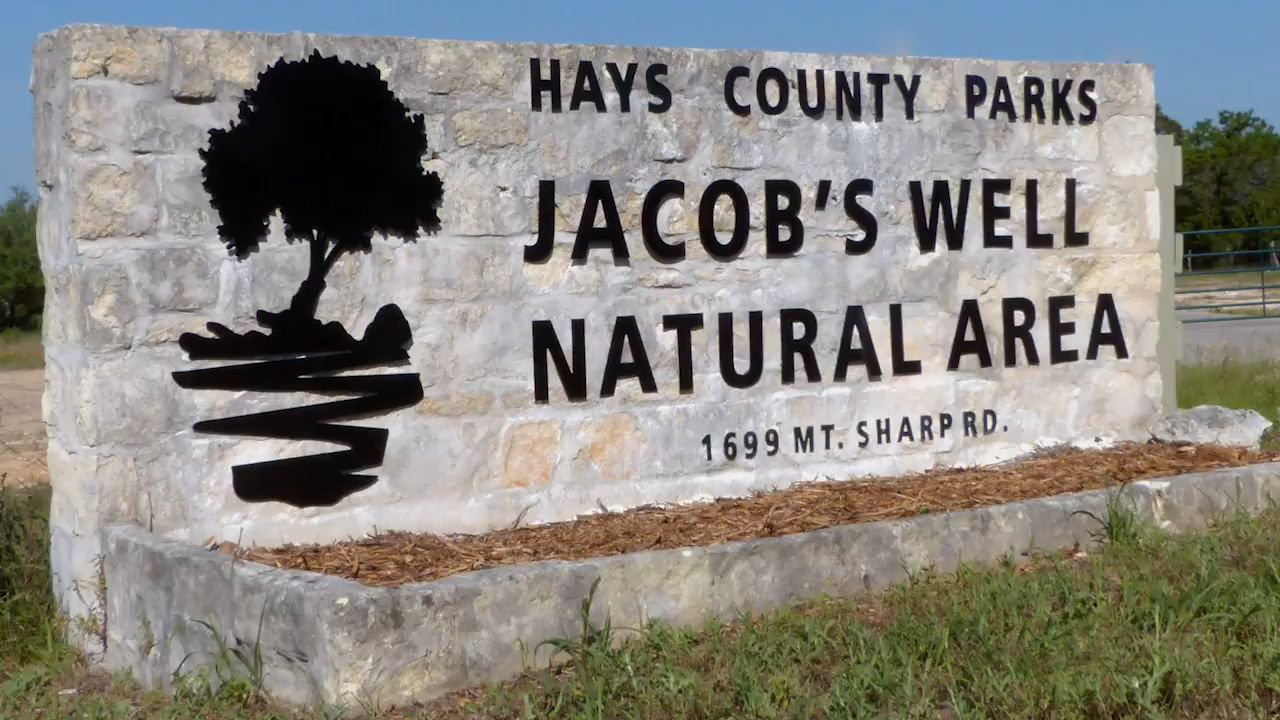 HAYS COUNTY PARKS
JACOB'S WELL
NATURAL AREA
1699 MT. SHARP RD.